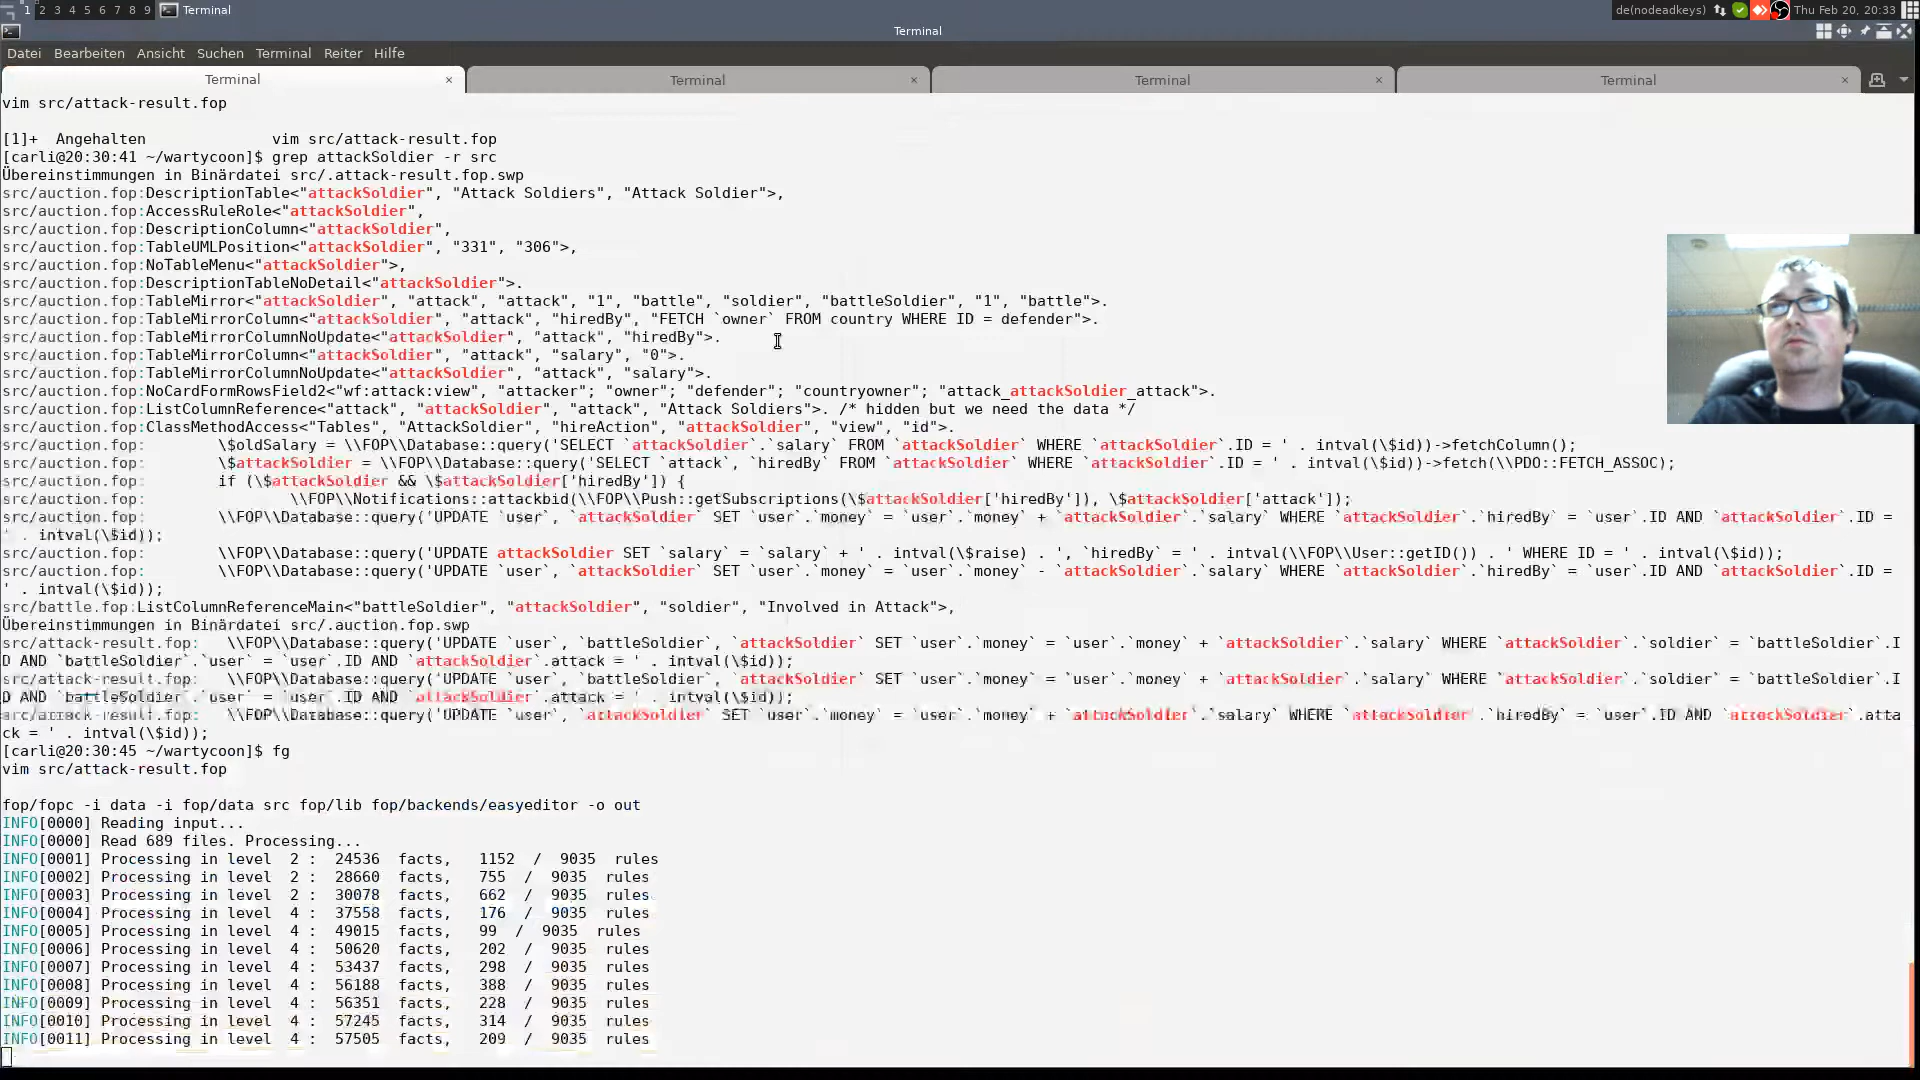 1 2 3 4 5 6 7 8 9 Terminal de(nodeadkeys) Thu Feb 20, 20:33
Terminal
Datei Bearbeiten Ansicht Suchen Terminal Reiter Hilfe
Terminal × Terminal × Terminal × Terminal ×
vim src/attack-result.fop
[1]+  Angehalten              vim src/attack-result.fop
[carli@20:30:41 ~/wartycoon]$ grep attackSoldier -r src
Übereinstimmungen in Binärdatei src/.attack-result.fop.swp
src/auction.fop:DescriptionTable<"attackSoldier", "Attack Soldiers", "Attack Soldier">,
src/auction.fop:AccessRuleRole<"attackSoldier",
src/auction.fop:DescriptionColumn<"attackSoldier",
src/auction.fop:TableUMLPosition<"attackSoldier", "331", "306">,
src/auction.fop:NoTableMenu<"attackSoldier">,
src/auction.fop:DescriptionTableNoDetail<"attackSoldier">.
src/auction.fop:TableMirror<"attackSoldier", "attack", "attack", "1", "battle", "soldier", "battleSoldier", "1", "battle">.
src/auction.fop:TableMirrorColumn<"attackSoldier", "attack", "hiredBy", "FETCH `owner` FROM country WHERE ID = defender">.
src/auction.fop:TableMirrorColumnNoUpdate<"attackSoldier", "attack", "hiredBy">.
src/auction.fop:TableMirrorColumn<"attackSoldier", "attack", "salary", "0">.
src/auction.fop:TableMirrorColumnNoUpdate<"attackSoldier", "attack", "salary">.
src/auction.fop:NoCardFormRowsField2<"wf:attack:view", "attacker"; "owner"; "defender"; "countryowner"; "attack_attackSoldier_attack">.
src/auction.fop:ListColumnReference<"attack", "attackSoldier", "attack", "Attack Soldiers">. /* hidden but we need the data */
src/auction.fop:ClassMethodAccess<"Tables", "AttackSoldier", "hireAction", "attackSoldier", "view", "id">.
src/auction.fop:        \$oldSalary = \\FOP\\Database::query('SELECT `attackSoldier`.`salary` FROM `attackSoldier` WHERE `attackSoldier`.ID = ' . intval(\$id))->fetchColumn();
src/auction.fop:        \$attackSoldier = \\FOP\\Database::query('SELECT `attack`, `hiredBy` FROM `attackSoldier` WHERE `attackSoldier`.ID = ' . intval(\$id))->fetch(\\PDO::FETCH_ASSOC);
src/auction.fop:        if (\$attackSoldier && \$attackSoldier['hiredBy']) {
src/auction.fop:                \\FOP\\Notifications::attackbid(\\FOP\\Push::getSubscriptions(\$attackSoldier['hiredBy']), \$attackSoldier['attack']);
src/auction.fop:        \\FOP\\Database::query('UPDATE `user`, `attackSoldier` SET `user`.`money` = `user`.`money` + `attackSoldier`.`salary` WHERE `attackSoldier`.`hiredBy` = `user`.ID AND `attackSoldier`.ID =
' . intval(\$id));
src/auction.fop:        \\FOP\\Database::query('UPDATE attackSoldier SET `salary` = `salary` + ' . intval(\$raise) . ', `hiredBy` = ' . intval(\\FOP\\User::getID()) . ' WHERE ID = ' . intval(\$id));
src/auction.fop:        \\FOP\\Database::query('UPDATE `user`, `attackSoldier` SET `user`.`money` = `user`.`money` - `attackSoldier`.`salary` WHERE `attackSoldier`.`hiredBy` = `user`.ID AND `attackSoldier`.ID =
' . intval(\$id));
src/battle.fop:ListColumnReferenceMain<"battleSoldier", "attackSoldier", "soldier", "Involved in Attack">,
Übereinstimmungen in Binärdatei src/.auction.fop.swp
src/attack-result.fop:   \\FOP\\Database::query('UPDATE `user`, `battleSoldier`, `attackSoldier` SET `user`.`money` = `user`.`money` + `attackSoldier`.`salary` WHERE `attackSoldier`.`soldier` = `battleSoldier`.I
D AND `battleSoldier`.`user` = `user`.ID AND `attackSoldier`.attack = ' . intval(\$id));
src/attack-result.fop:   \\FOP\\Database::query('UPDATE `user`, `battleSoldier`, `attackSoldier` SET `user`.`money` = `user`.`money` + `attackSoldier`.`salary` WHERE `attackSoldier`.`soldier` = `battleSoldier`.I
D AND `battleSoldier`.`user` = `user`.ID AND `attackSoldier`.attack = ' . intval(\$id));
src/attack-result.fop:   \\FOP\\Database::query('UPDATE `user`, `attackSoldier` SET `user`.`money` = `user`.`money` + `attackSoldier`.`salary` WHERE `attackSoldier`.`hiredBy` = `user`.ID AND `attackSoldier`.atta
ck = ' . intval(\$id));
[carli@20:30:45 ~/wartycoon]$ fg
vim src/attack-result.fop
fop/fopc -i data -i fop/data src fop/lib fop/backends/easyeditor -o out
INFO[0000] Reading input...
INFO[0000] Read 689 files. Processing...
INFO[0001] Processing in level  2 :  24536  facts,   1152  /  9035  rules
INFO[0002] Processing in level  2 :  28660  facts,   755  /  9035  rules
INFO[0003] Processing in level  2 :  30078  facts,   662  /  9035  rules
INFO[0004] Processing in level  4 :  37558  facts,   176  /  9035  rules
INFO[0005] Processing in level  4 :  49015  facts,   99  /  9035  rules
INFO[0006] Processing in level  4 :  50620  facts,   202  /  9035  rules
INFO[0007] Processing in level  4 :  53437  facts,   298  /  9035  rules
INFO[0008] Processing in level  4 :  56188  facts,   388  /  9035  rules
INFO[0009] Processing in level  4 :  56351  facts,   228  /  9035  rules
INFO[0010] Processing in level  4 :  57245  facts,   314  /  9035  rules
INFO[0011] Processing in level  4 :  57505  facts,   209  /  9035  rules